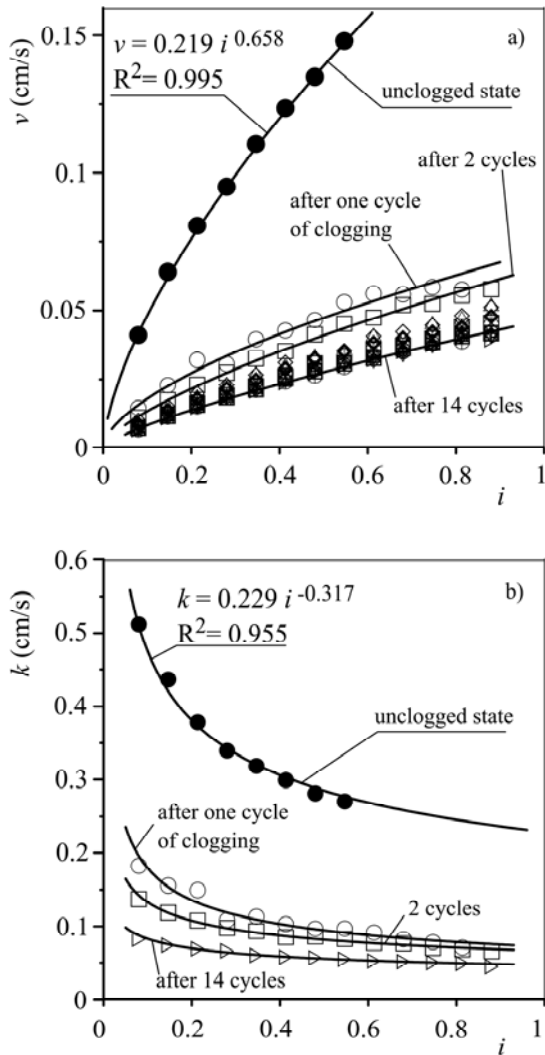 0.15
0.1
0.05
0
v (cm/s)
v = 0.219 i^0.658
R²= 0.995
a)
unclogged state
after 2 cycles
after one cycle
of clogging
after 14 cycles
0 0.2 0.4 0.6 0.8 1
i
0.6
0.5
0.4
0.3
0.2
0.1
0
k (cm/s)
k = 0.229 i^-0.317
R²= 0.955
b)
unclogged state
after one cycle
of clogging
2 cycles
after 14 cycles
0 0.2 0.4 0.6 0.8 1
i